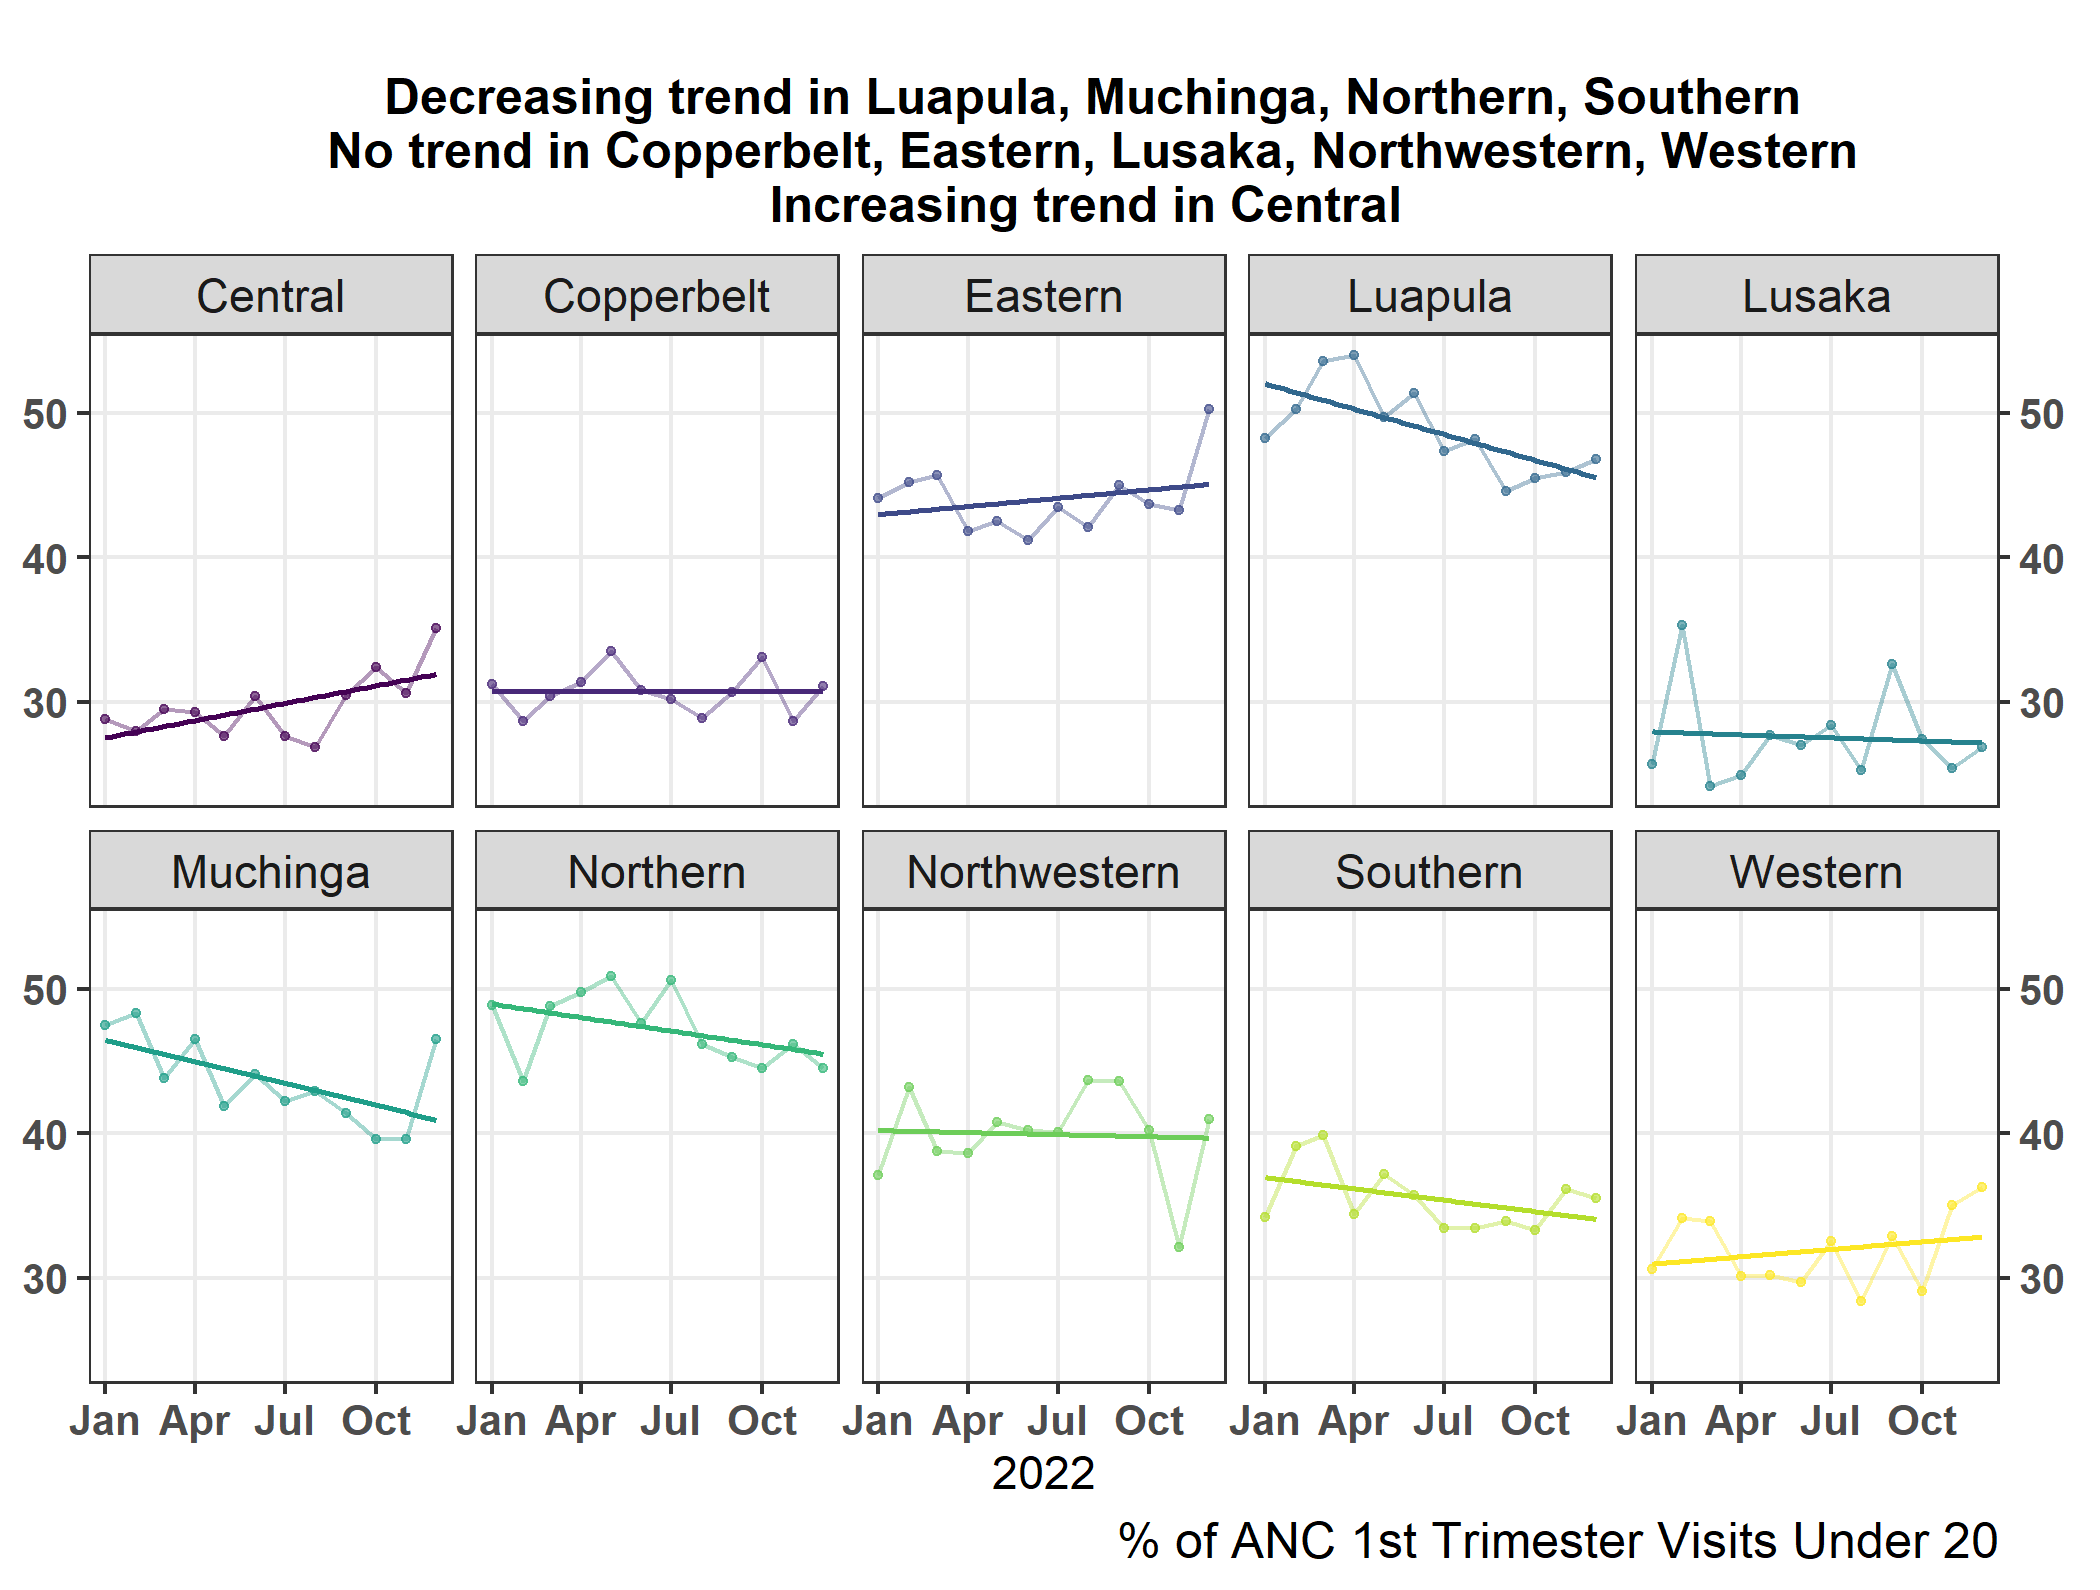 Decreasing trend in Luapula, Muchinga, Northern, Southern
No trend in Copperbelt, Eastern, Lusaka, Northwestern, Western
Increasing trend in Central
Central Copperbelt Eastern Luapula Lusaka
50 50
40 40
30 30
Muchinga Northern Northwestern Southern Western
50 50
40 40
30 30
Jan Apr Jul Oct Jan Apr Jul Oct Jan Apr Jul Oct Jan Apr Jul Oct Jan Apr Jul Oct
2022
% of ANC 1st Trimester Visits Under 20